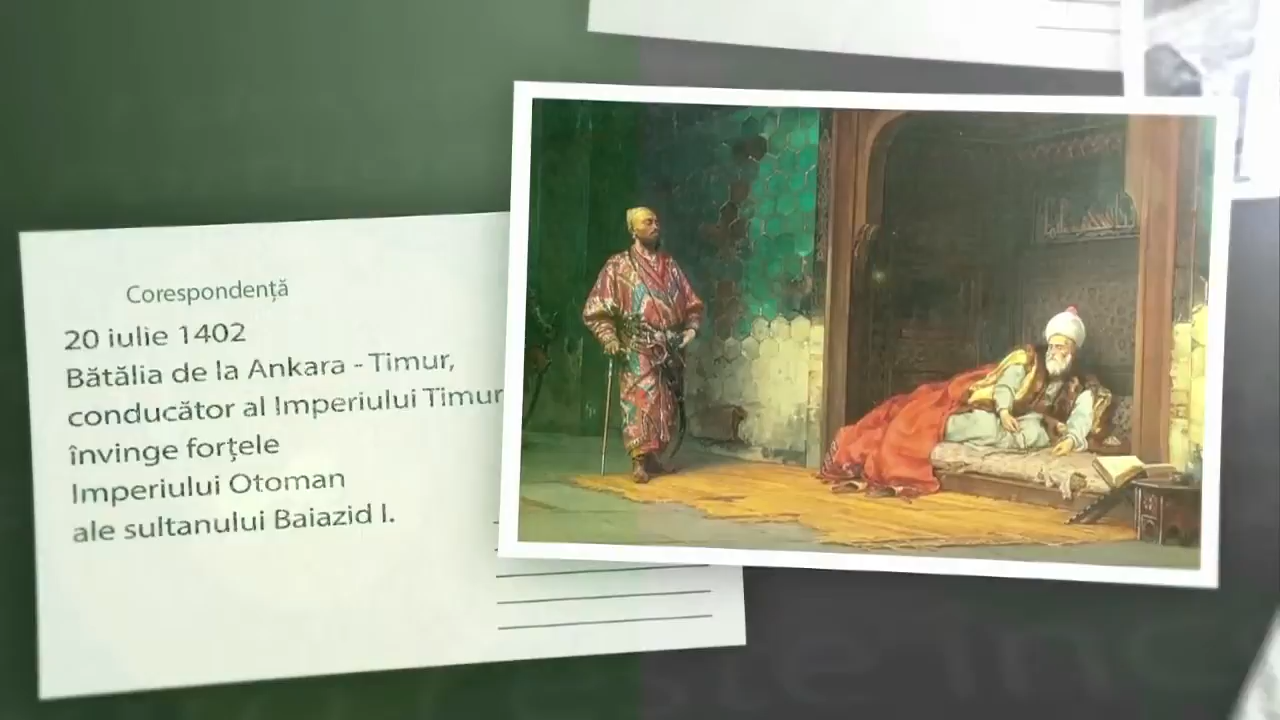 Corespondență
20 iulie 1402
Bătălia de la Ankara - Timur,
conducător al Imperiului Timur
învinge forțele
Imperiului Otoman
ale sultanului Baiazid I.